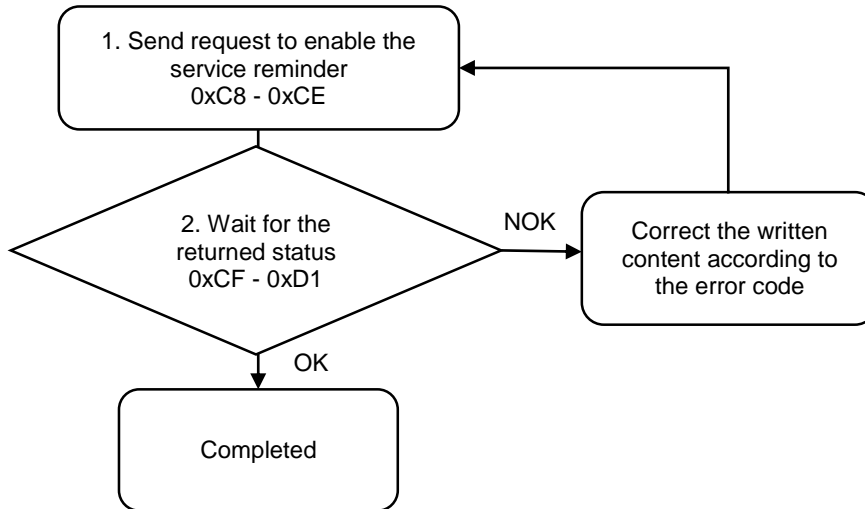 1. Send request to enable the
service reminder
0xC8 - 0xCE
2. Wait for the
returned status
0xCF - 0xD1
NOK
Correct the written
content according to
the error code
OK
Completed